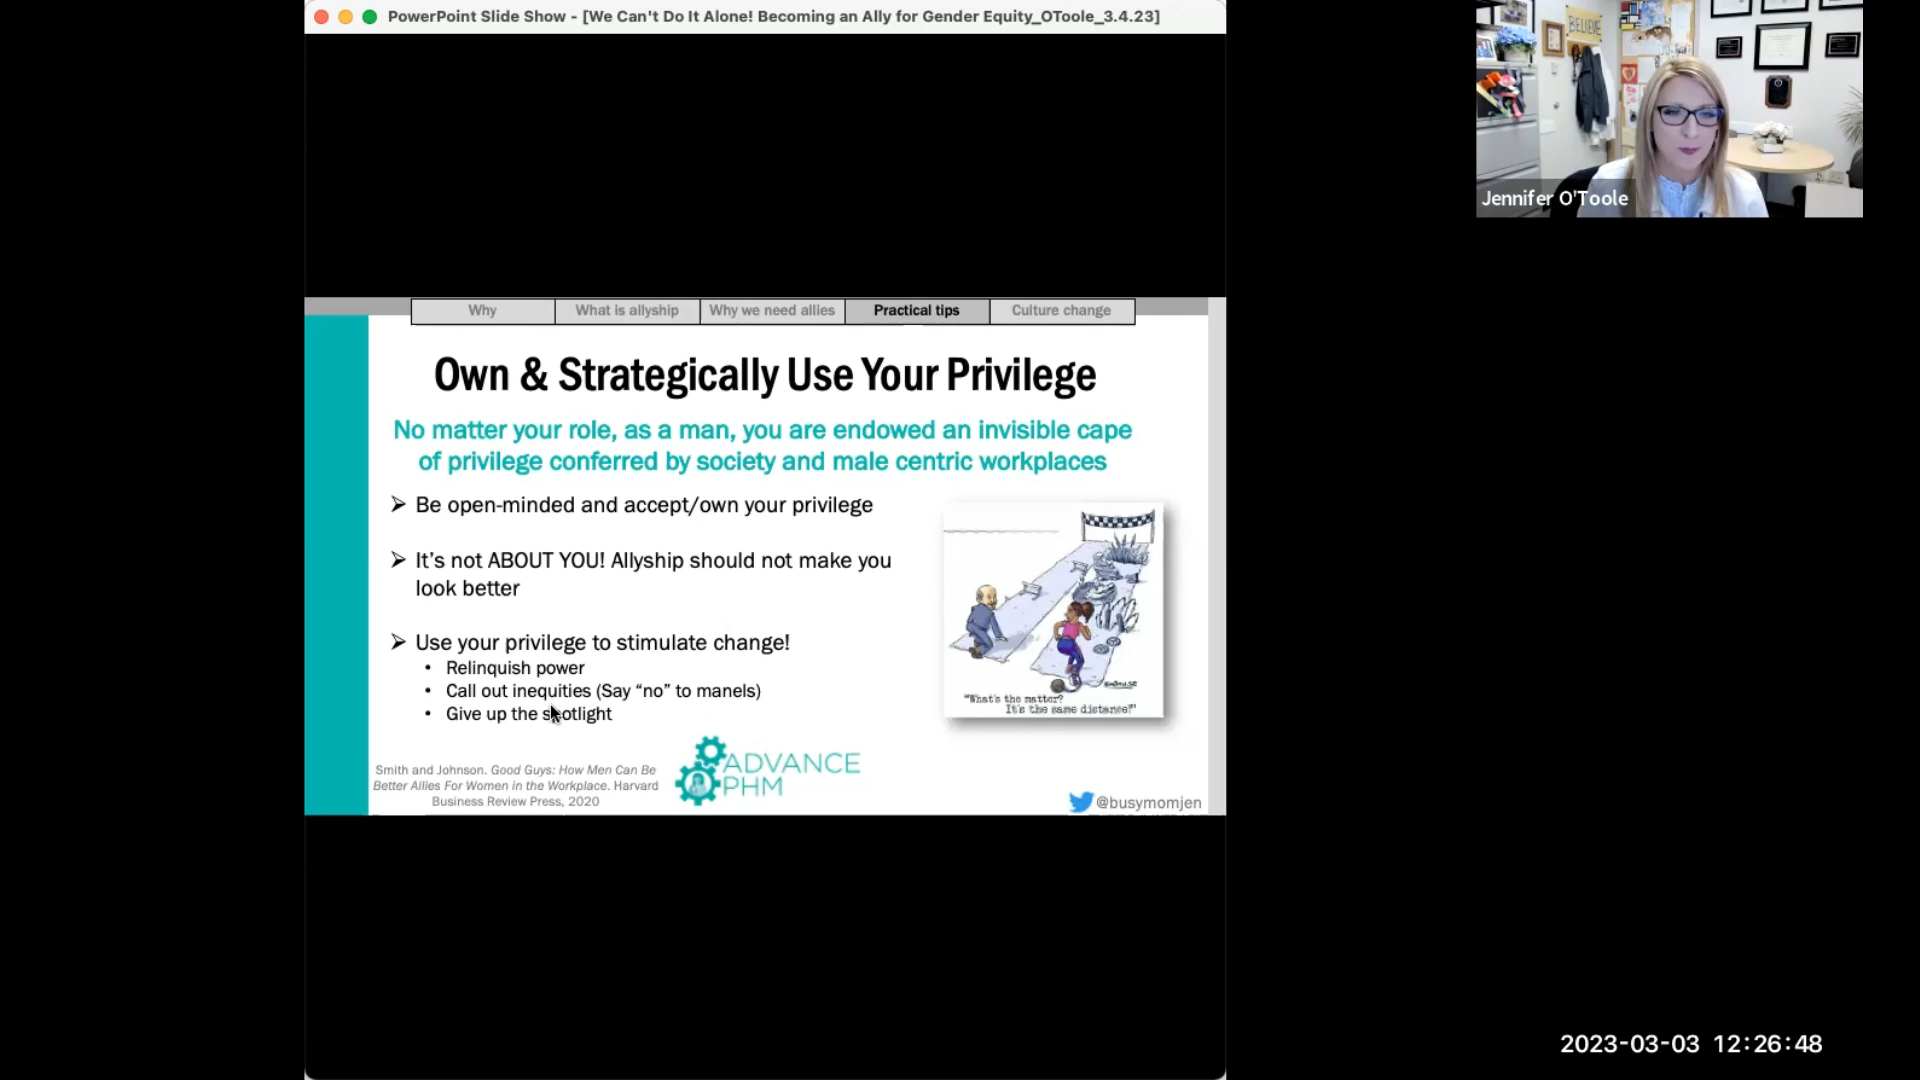 PowerPoint Slide Show - [We Can't Do It Alone! Becoming an Ally for Gender Equity_OToole_3.4.23]
BELIEVE
Jennifer O'Toole
Why
What is allyship
Why we need allies
Practical tips
Culture change
Own & Strategically Use Your Privilege
No matter your role, as a man, you are endowed an invisible cape
of privilege conferred by society and male centric workplaces
➢ Be open-minded and accept/own your privilege
➢ It's not ABOUT YOU! Allyship should not make you
look better
➢ Use your privilege to stimulate change!
• Relinquish power
• Call out inequities (Say “no” to manels)
• Give up the spotlight
"What's the matter?
It's the same distance!"
Smith and Johnson. Good Guys: How Men Can Be
Better Allies For Women in the Workplace. Harvard
Business Review Press, 2020
ADVANCE
PHM
@busymomjen
2023-03-03 12:26:48